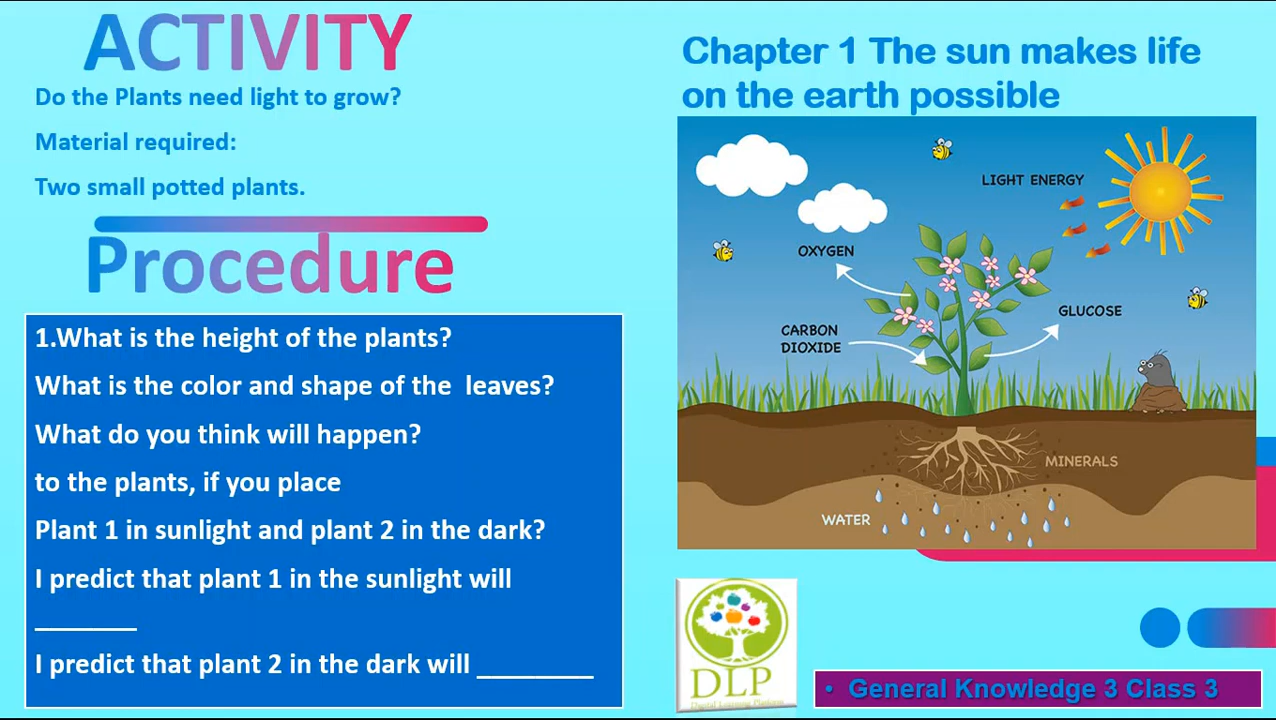 ACTIVITY
Do the Plants need light to grow?
Material required:
Two small potted plants.
Procedure
1.What is the height of the plants?
What is the color and shape of the leaves?
What do you think will happen?
to the plants, if you place
Plant 1 in sunlight and plant 2 in the dark?
I predict that plant 1 in the sunlight will
________
I predict that plant 2 in the dark will _________
Chapter 1 The sun makes life
on the earth possible
LIGHT ENERGY
OXYGEN
GLUCOSE
CARBON
DIOXIDE
MINERALS
WATER
DLP
Digital Learning Platform
• General Knowledge 3 Class 3